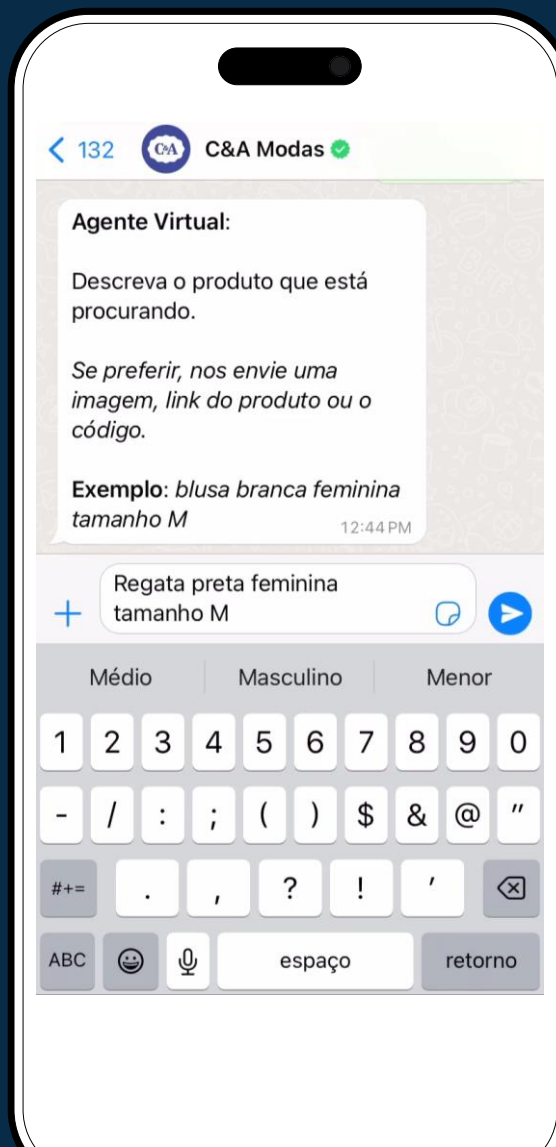 132
C&A
C&A Modas
Agente Virtual:
Descreva o produto que está
procurando.
Se preferir, nos envie uma
imagem, link do produto ou o
código.
Exemplo: blusa branca feminina
tamanho M
12:44 PM
Regata preta feminina
tamanho M
Médio Masculino Menor
1 2 3 4 5 6 7 8 9 0
- / : ; ( ) $ & @ "
#+= . , ? ! '
ABC espaço retorno